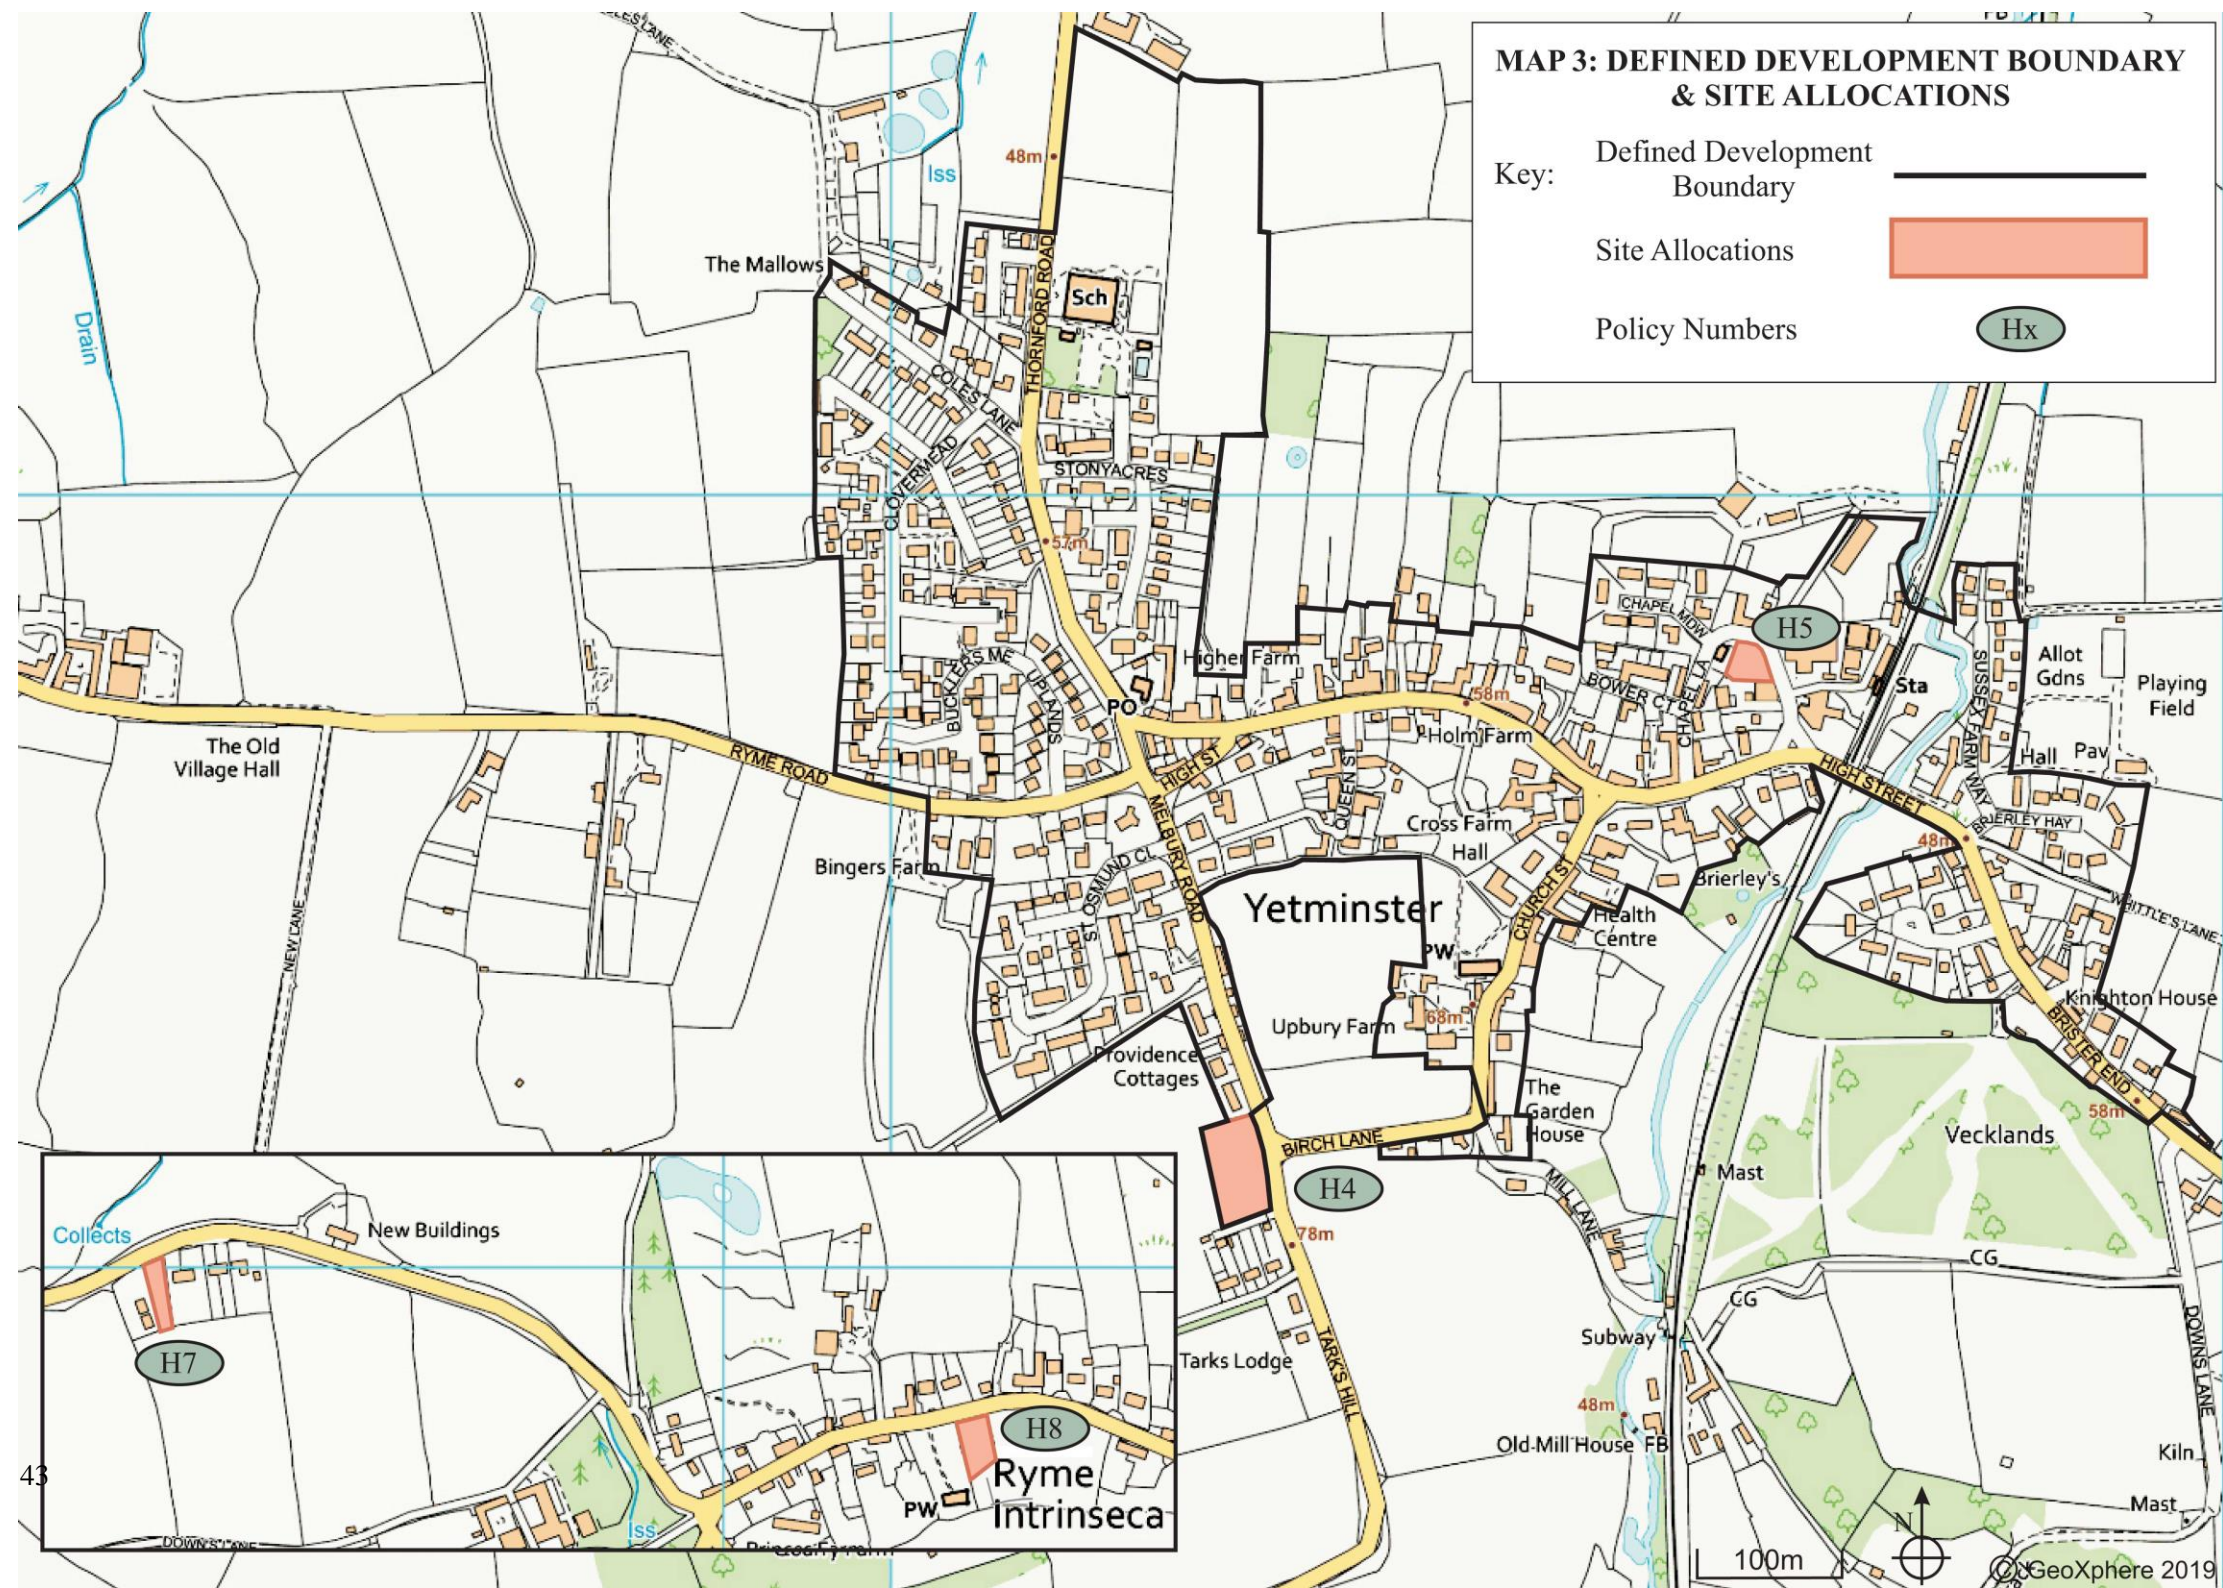 MAP 3: DEFINED DEVELOPMENT BOUNDARY
& SITE ALLOCATIONS
Key:
Defined Development
Boundary
Site Allocations
Policy Numbers
Hx
48m
Iss
The Mallows
Drain
THORNFORD ROAD
Sch
COLES LANE
CLOVERMEAD
STONYACRES
57m
CHAPEL MDW
H5
Higher Farm
BUCKLERS ME
UPLANDS
PO
58m
BOWER CT
CHAPEL LA
Sta
SUSSEX FARM WAY
Allot
Gdns
Playing
Field
The Old
Village Hall
RYME ROAD
HIGH ST
Holm Farm
QUEEN ST
HIGH STREET
Hall
Pav
MELBURY ROAD
Cross Farm
Hall
BRIERLEY HAY
48m
Bingers Farm
ST OSMUND CL
Brierley's
NEW LANE
Yetminster
CHURCH ST
Health
Centre
WHITTLE'S LANE
PW
Knighton House
Upbury Farm
68m
BRISTER END
Providence
Cottages
The
Garden
House
58m
BIRCH LANE
Vecklands
Mast
H4
MILL LANE
78m
CG
CG
DOWNS LANE
Subway
Tarks Lodge
TARK'S HILL
48m
Old Mill House
FB
Kiln
Mast
Collects
New Buildings
H7
H8
Ryme
Intrinseca
PW
Iss
DOWN'S LANE
43
N
100m
GeoXphere 2019